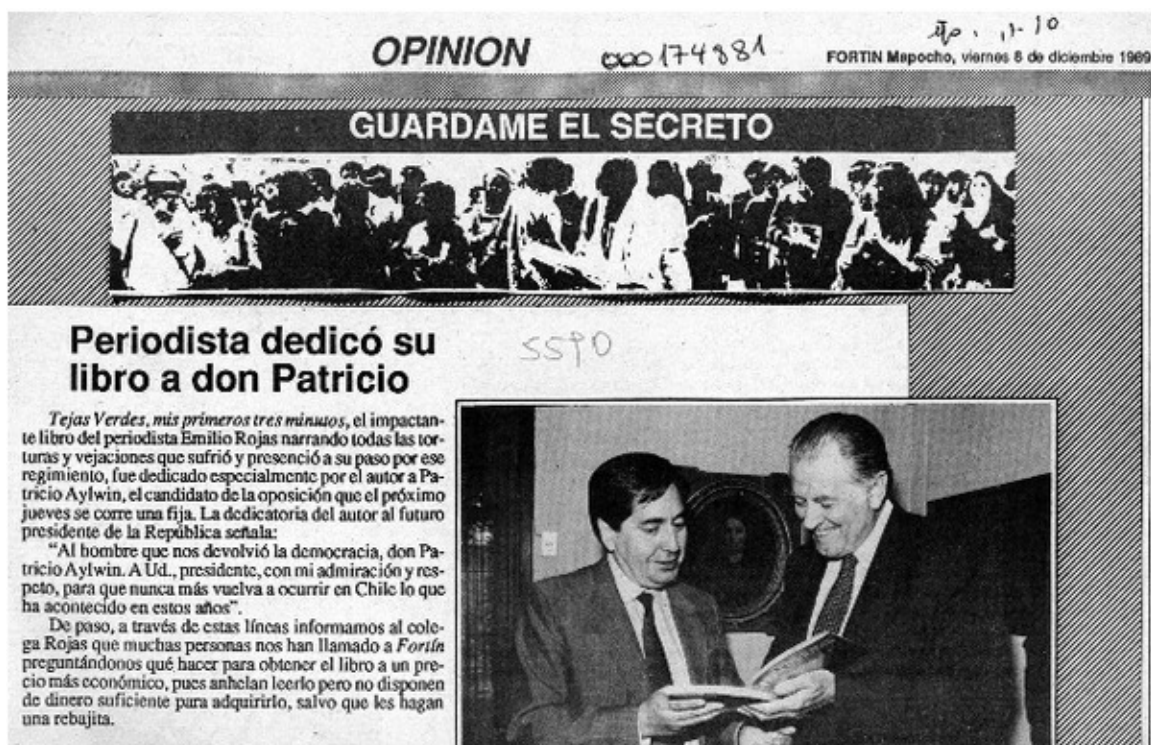 OPINION
000174881
FORTIN Mapocho, viernes 8 de diciembre 1989
GUARDAME EL SECRETO
Periodista dedicó su
libro a don Patricio
5590
Tejas Verdes, mis primeros tres minutos, el impactan-
te libro del periodista Emilio Rojas narrando todas las tor-
turas y vejaciones que sufrió y presenció a su paso por ese
regimiento, fue dedicado especialmente por el autor a Pa-
tricio Aylwin, el candidato de la oposición que el próximo
jueves se corre una fija. La dedicatoria del autor al futuro
presidente de la República señala:
"Al hombre que nos devolvió la democracia, don Pa-
tricio Aylwin. A Ud., presidente, con mi admiración y res-
peto, para que nunca más vuelva a ocurrir en Chile lo que
ha acontecido en estos años".
De paso, a través de estas líneas informamos al cole-
ga Rojas que muchas personas nos han llamado a Fortín
preguntándonos qué hacer para obtener el libro a un pre-
cio más económico, pues anhelan leerlo pero no disponen
de dinero suficiente para adquirirlo, salvo que les hagan
una rebajita.